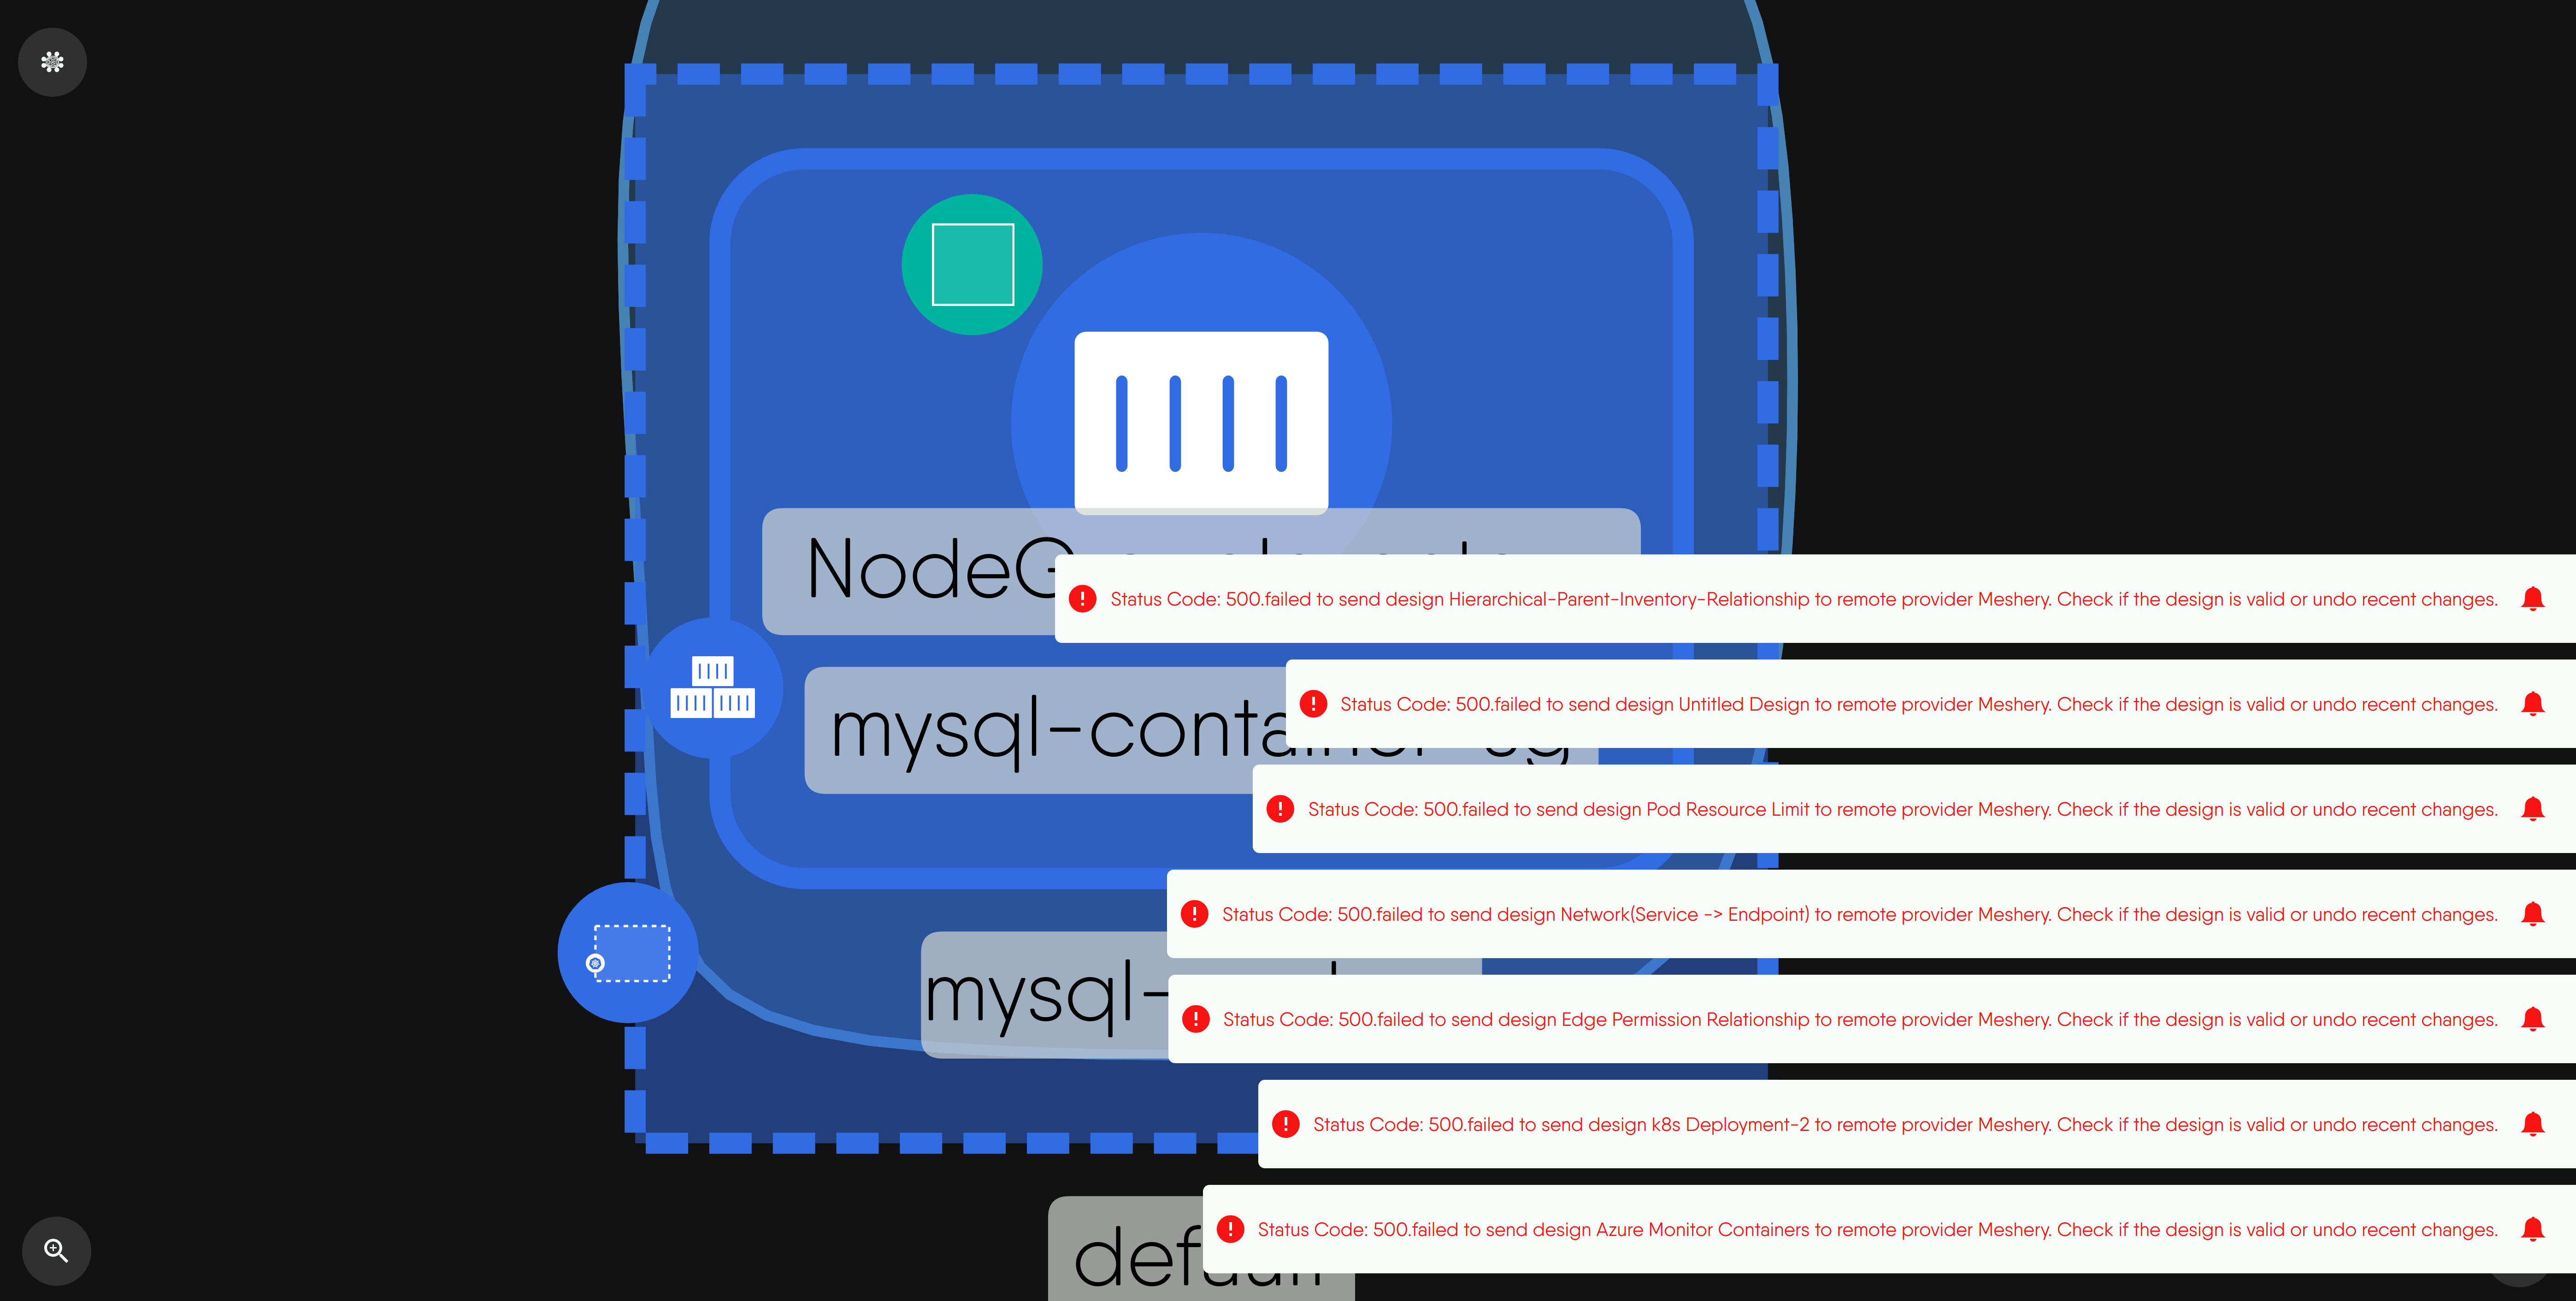 Status Code: 500.failed to send design Hierarchical-Parent-Inventory-Relationship to remote provider Meshery. Check if the design is valid or undo recent changes.
Status Code: 500.failed to send design Untitled Design to remote provider Meshery. Check if the design is valid or undo recent changes.
mysql-container-
Status Code: 500.failed to send design Pod Resource Limit to remote provider Meshery. Check if the design is valid or undo recent changes.
Status Code: 500.failed to send design Network(Service -> Endpoint) to remote provider Meshery. Check if the design is valid or undo recent changes.
mysql-
Status Code: 500.failed to send design Edge Permission Relationship to remote provider Meshery. Check if the design is valid or undo recent changes.
Status Code: 500.failed to send design k8s Deployment-2 to remote provider Meshery. Check if the design is valid or undo recent changes.
Status Code: 500.failed to send design Azure Monitor Containers to remote provider Meshery. Check if the design is valid or undo recent changes.
default